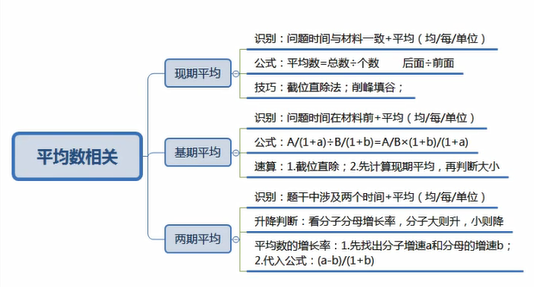 平均数相关
现期平均
识别：问题时间与材料一致+平均（均/每/单位）
公式：平均数=总数÷个数 后面÷前面
技巧：截位直除法；削峰填谷；
基期平均
识别：问题时间在材料前+平均（均/每/单位）
公式：A/(1+a)÷B/(1+b)=A/B×(1+b)/(1+a)
速算：1.截位直除；2.先计算现期平均，再判断大小
两期平均
识别：题干中涉及两个时间+平均（均/每/单位）
升降判断：看分子分母增长率，分子大则升，小则降
平均数的增长率：1.先找出分子增速a和分母的增速b；
2.代入公式：(a-b)/(1+b)